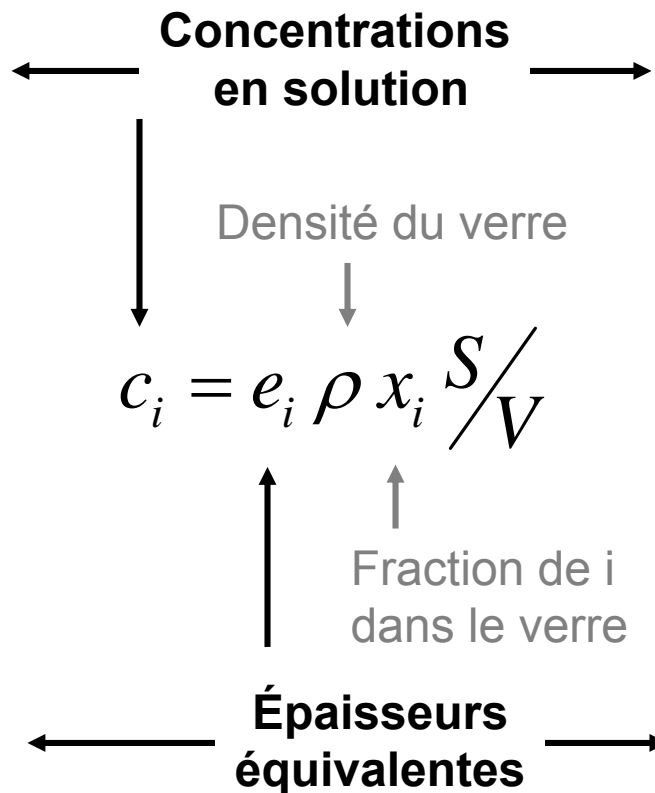 Concentrations
en solution
Densité du verre
c_i = e_i ρ x_i S/V
Fraction de i
dans le verre
Épaisseurs
équivalentes